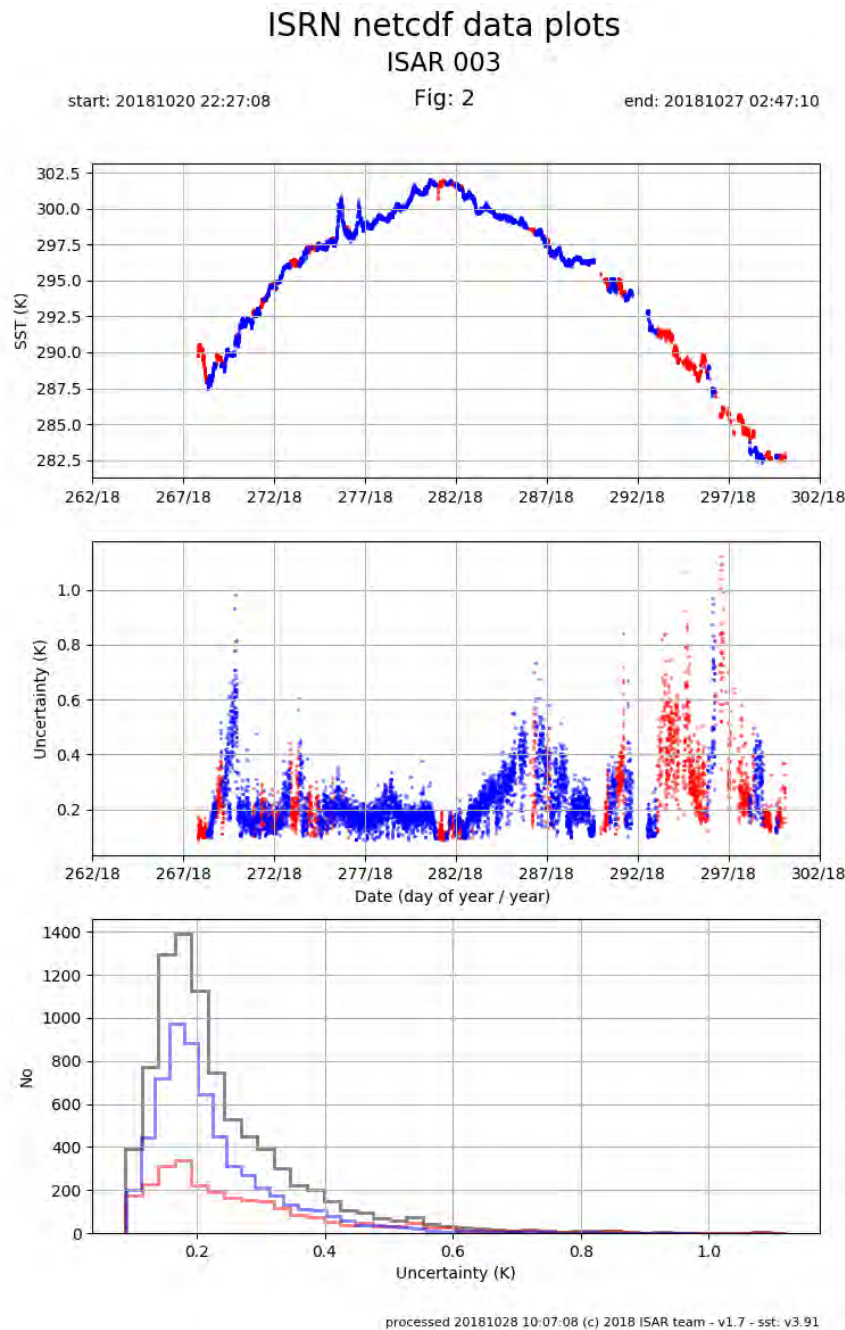 ISRN netcdf data plots
ISAR 003
start: 20181020 22:27:08 Fig: 2 end: 20181027 02:47:10
302.5
300.0
297.5
295.0
292.5
290.0
287.5
285.0
282.5
SST (K)
262/18 267/18 272/18 277/18 282/18 287/18 292/18 297/18 302/18
1.0
0.8
0.6
0.4
0.2
Uncertainty (K)
262/18 267/18 272/18 277/18 282/18 287/18 292/18 297/18 302/18
Date (day of year / year)
1400
1200
1000
800
600
400
200
0
No
0.2 0.4 0.6 0.8 1.0
Uncertainty (K)
processed 20181028 10:07:08 (c) 2018 ISAR team - v1.7 - sst: v3.91